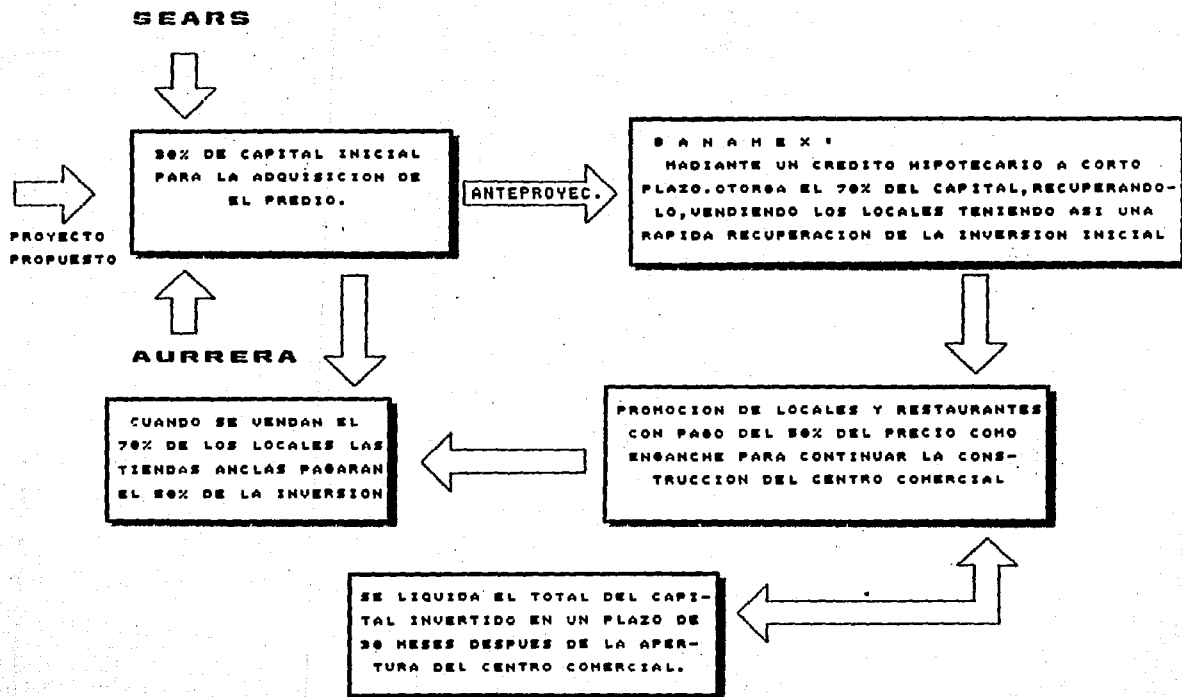 SEARS
30% DE CAPITAL INICIAL
PARA LA ADQUISICION DE
EL PREDIO.
PROYECTO
PROPUESTO
AURRERA
ANTEPROYEC.
B A N A M E X :
MADIANTE UN CREDITO HIPOTECARIO A CORTO
PLAZO.OTORGA EL 70% DEL CAPITAL,RECUPERANDO-
LO,VENDIENDO LOS LOCALES TENIENDO ASI UNA
RAPIDA RECUPERACION DE LA INVERSION INICIAL
CUANDO SE VENDAN EL
70% DE LOS LOCALES LAS
TIENDAS ANCLAS PAGARAN
EL 50% DE LA INVERSION
PROMOCION DE LOCALES Y RESTAURANTES
CON PAGO DEL 50% DEL PRECIO COMO
ENGANCHE PARA CONTINUAR LA CONS-
TRUCCION DEL CENTRO COMERCIAL
SE LIQUIDA EL TOTAL DEL CAPI-
TAL INVERTIDO EN UN PLAZO DE
30 MESES DESPUES DE LA APER-
TURA DEL CENTRO COMERCIAL.